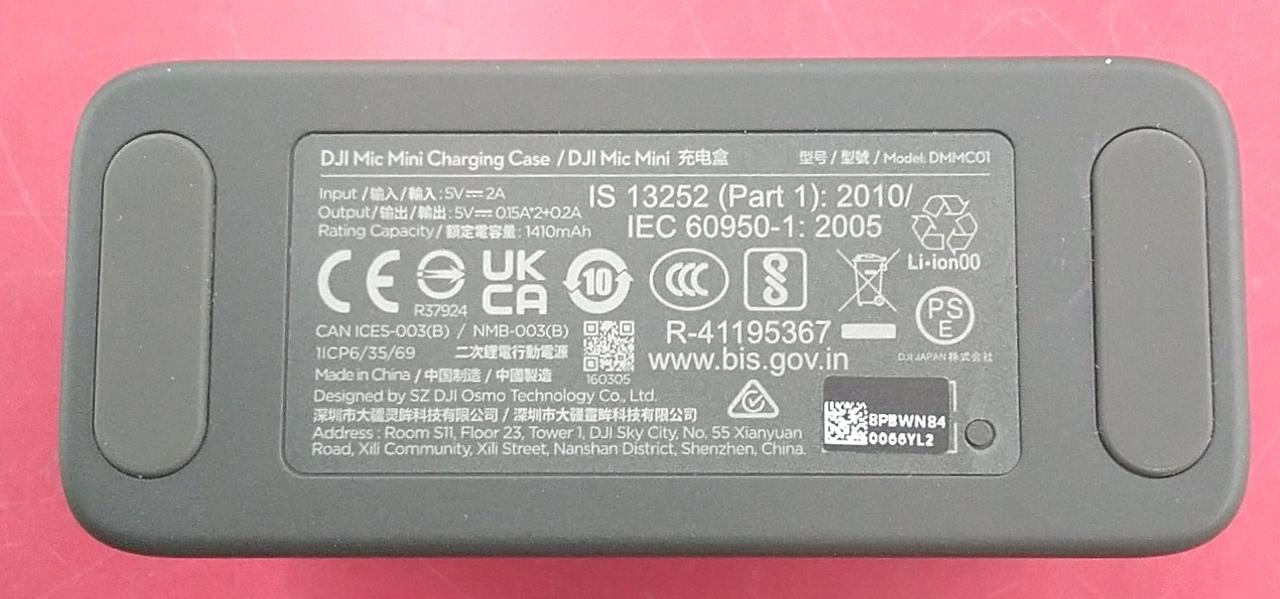 DJI Mic Mini Charging Case / DJI Mic Mini 充电盒 型号 / 型號 / Model: DMMC01
Input / 输入 / 輸入 : 5V⎓2A
Output / 输出 / 輸出 : 5V⎓0.15A*2+0.2A
Rating Capacity / 額定電容量 : 1410mAh
IS 13252 (Part 1): 2010/
IEC 60950-1: 2005
Li-ion00
CE R37924 UK CA 10 CCC
PS E
DJI JAPAN 株式会社
CAN ICES-003(B) / NMB-003(B)
1ICP6/35/69 二次鋰電行動電源
160305
R-41195367
www.bis.gov.in
Made in China / 中国制造 / 中國製造
Designed by SZ DJI Osmo Technology Co., Ltd.
深圳市大疆灵眸科技有限公司 / 深圳市大疆靈眸科技有限公司
Address : Room S11, Floor 23, Tower 1, DJI Sky City, No. 55 Xianyuan
Road, Xili Community, Xili Street, Nanshan District, Shenzhen, China.
8PBWN84
0066YL2